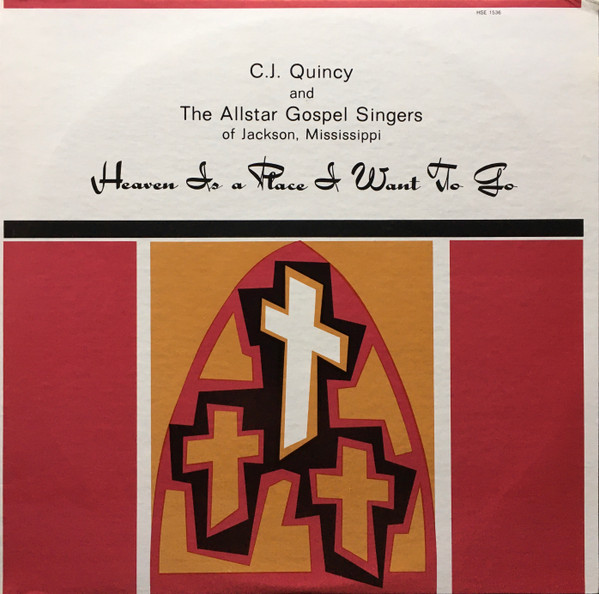 HSE 1536
C.J. Quincy
and
The Allstar Gospel Singers
of Jackson, Mississippi
Heaven Is a Place I Want To Go